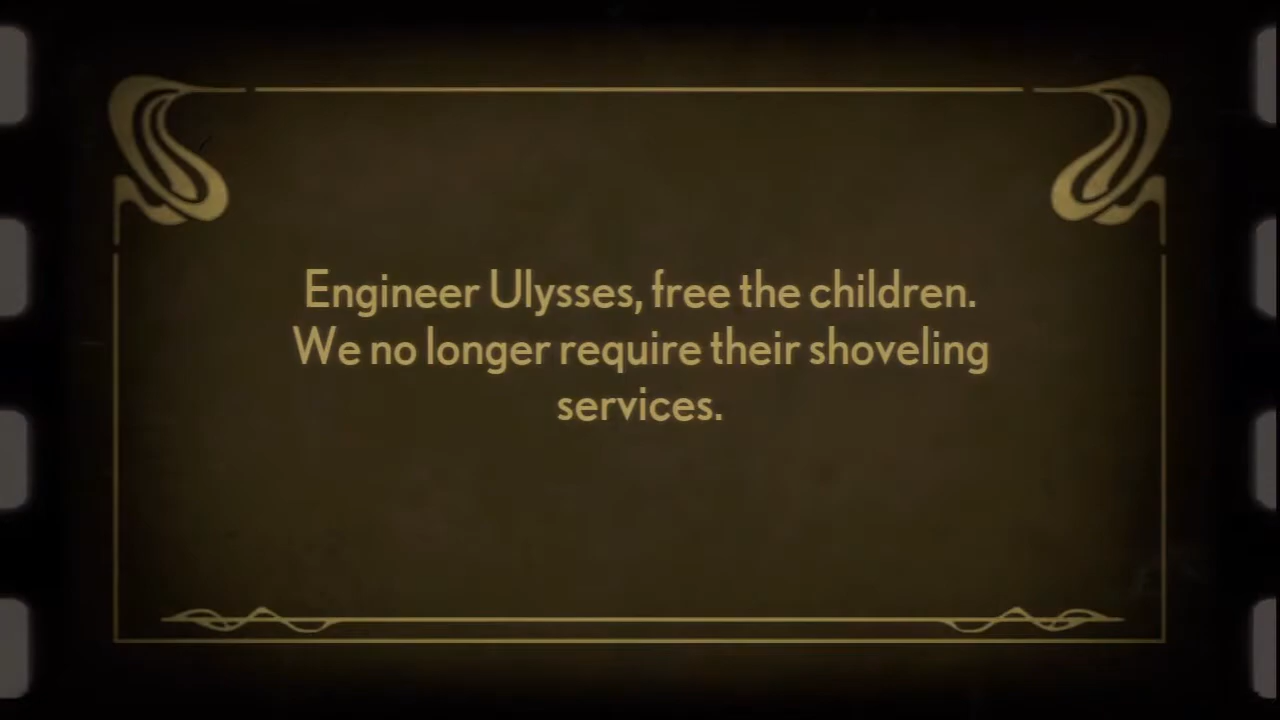 Engineer Ulysses, free the children.
We no longer require their shoveling
services.